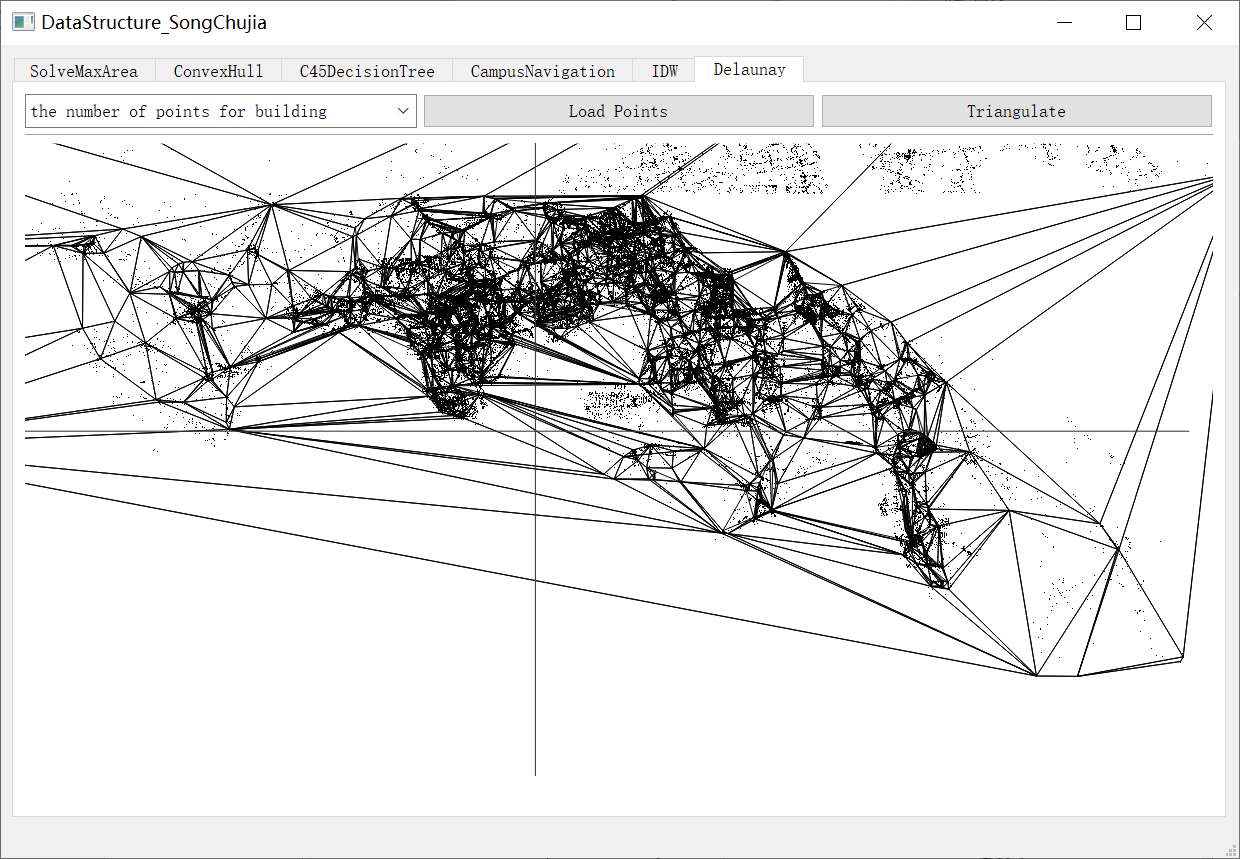 DataStructure_SongChujia
SolveMaxArea ConvexHull C45DecisionTree CampusNavigation IDW Delaunay
the number of points for building Load Points Triangulate